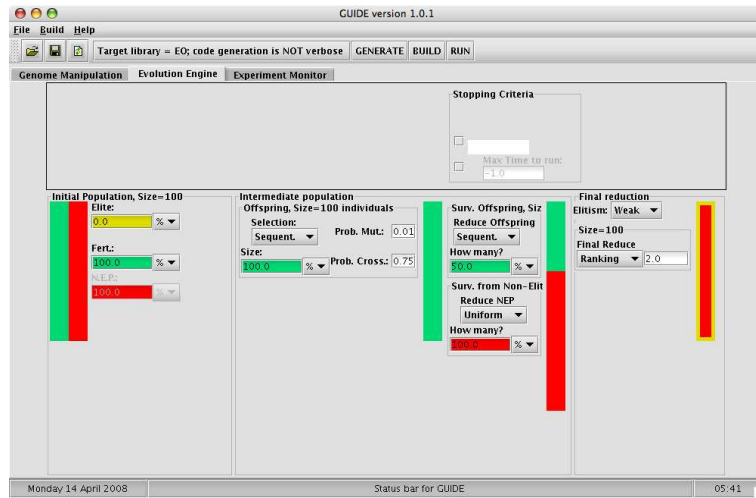 GUIDE version 1.0.1
File Build Help
Target library = EO; code generation is NOT verbose GENERATE BUILD RUN
Genome Manipulation Evolution Engine Experiment Monitor
Stopping Criteria
Max Time to run:
-1.0
Initial Population, Size=100
Elite:
0.0 %
Fert.:
100.0 %
N.E.P.:
100.0 %
Intermediate population
Offspring, Size=100 individuals
Selection:
Sequent.
Prob. Mut.: 0.01
Size:
100.0 %
Prob. Cross.: 0.75
Surv. Offspring, Siz
Reduce Offspring
Sequent.
How many?
50.0 %
Surv. from Non-Elit
Reduce NEP
Uniform
How many?
100.0 %
Final reduction
Elitism: Weak
Size=100
Final Reduce
Ranking 2.0
Monday 14 April 2008 Status bar for GUIDE 05:41